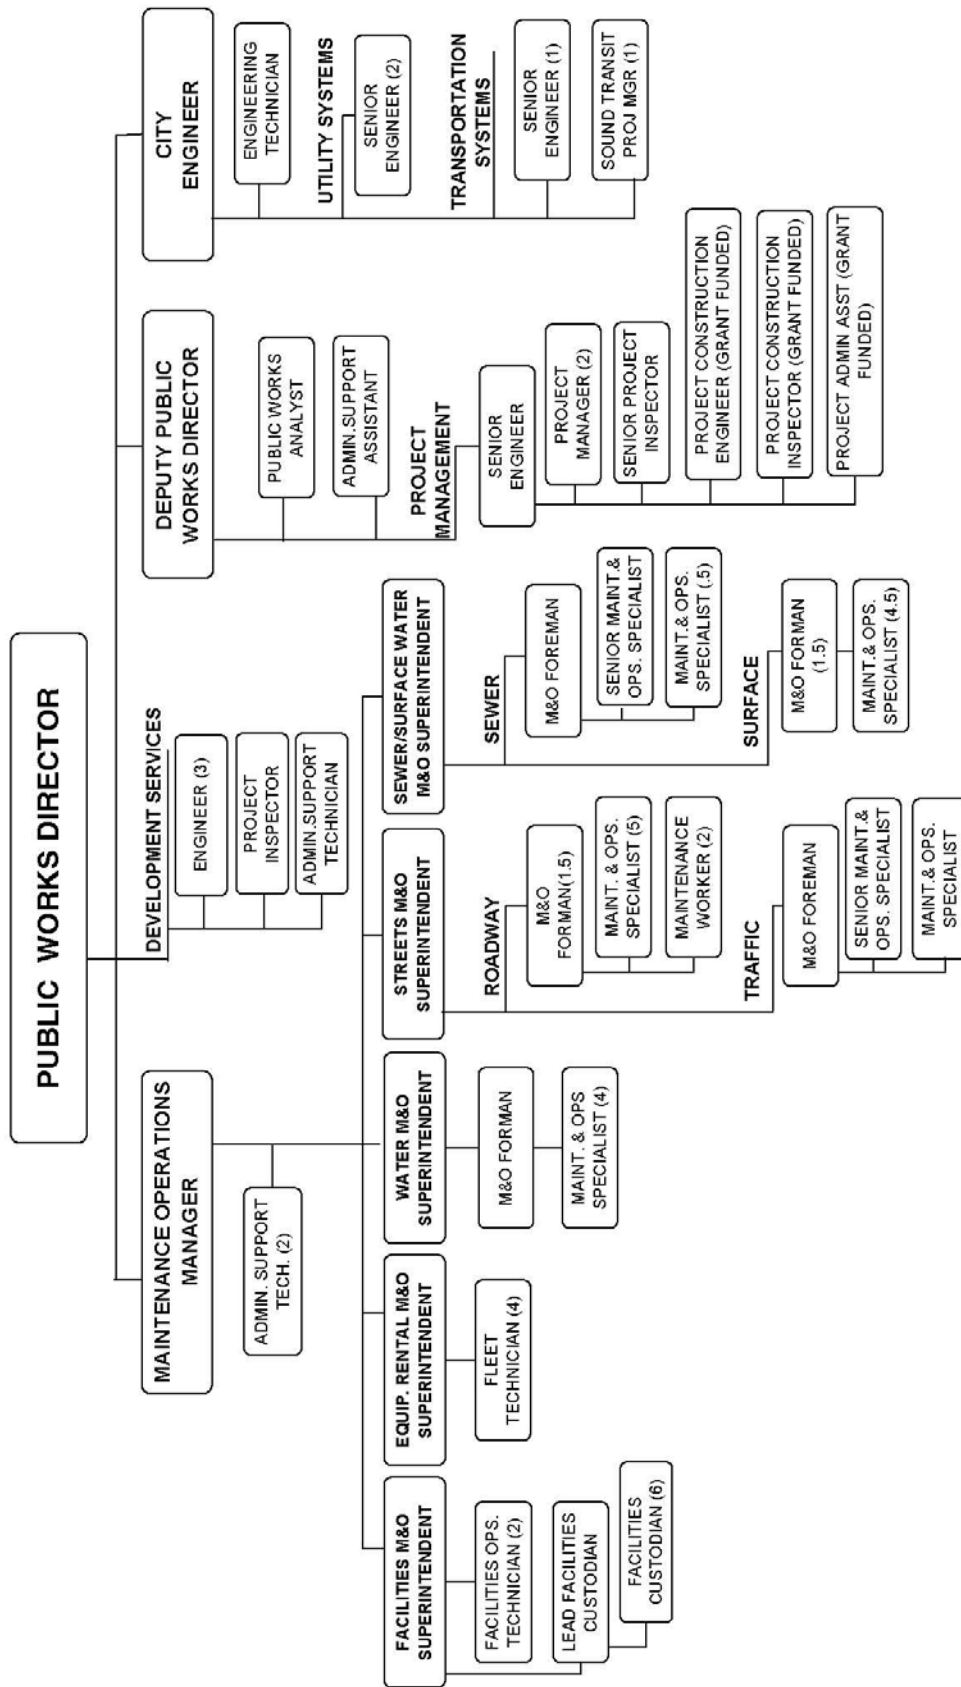 PUBLIC WORKS DIRECTOR
MAINTENANCE OPERATIONS
MANAGER
ADMIN. SUPPORT
TECH. (2)
DEVELOPMENT SERVICES
ENGINEER (3)
PROJECT
INSPECTOR
ADMIN.SUPPORT
TECHNICIAN
DEPUTY PUBLIC
WORKS DIRECTOR
PUBLIC WORKS
ANALYST
ADMIN.SUPPORT
ASSISTANT
PROJECT
MANAGEMENT
SENIOR
ENGINEER
PROJECT
MANAGER (2)
SENIOR PROJECT
INSPECTOR
PROJECT CONSTRUCTION
ENGINEER (GRANT FUNDED)
PROJECT CONSTRUCTION
INSPECTOR (GRANT FUNDED)
PROJECT ADMIN ASST (GRANT
FUNDED)
CITY
ENGINEER
ENGINEERING
TECHNICIAN
UTILITY SYSTEMS
SENIOR
ENGINEER (2)
TRANSPORTATION
SYSTEMS
SENIOR
ENGINEER (1)
SOUND TRANSIT
PROJ MGR (1)
FACILITIES M&O
SUPERINTENDENT
FACILITIES OPS.
TECHNICIAN (2)
LEAD FACILITIES
CUSTODIAN
FACILITIES
CUSTODIAN (6)
EQUIP. RENTAL M&O
SUPERINTENDENT
FLEET
TECHNICIAN (4)
WATER M&O
SUPERINTENDENT
M&O FORMAN
MAINT. & OPS
SPECIALIST (4)
STREETS M&O
SUPERINTENDENT
ROADWAY
M&O
FORMAN(1.5)
MAINT. & OPS.
SPECIALIST (5)
MAINTENANCE
WORKER (2)
TRAFFIC
M&O FOREMAN
SENIOR MAINT.&
OPS. SPECIALIST
MAINT.& OPS.
SPECIALIST
SEWER/SURFACE WATER
M&O SUPERINTENDENT
SEWER
M&O FOREMAN
SENIOR MAINT.&
OPS. SPECIALIST
MAINT.& OPS.
SPECIALIST (.5)
SURFACE
M&O FORMAN
(1.5)
MAINT.& OPS.
SPECIALIST (4.5)